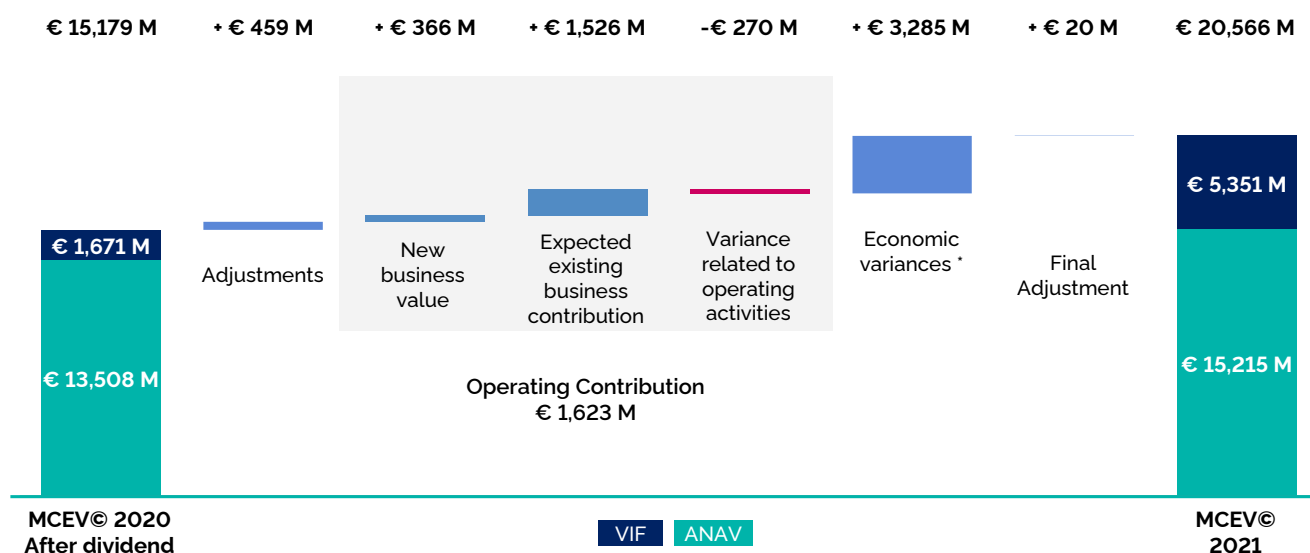 € 15,179 M
+ € 459 M
+ € 366 M
+ € 1,526 M
-€ 270 M
+ € 3,285 M
+ € 20 M
€ 20,566 M
€ 1,671 M
€ 13,508 M
Adjustments
New
business
value
Expected
existing
business
contribution
Variance
related to
operating
activities
Economic
variances *
Final
Adjustment
€ 5,351 M
€ 15,215 M
Operating Contribution
€ 1,623 M
MCEV© 2020
After dividend
VIF
ANAV
MCEV©
2021